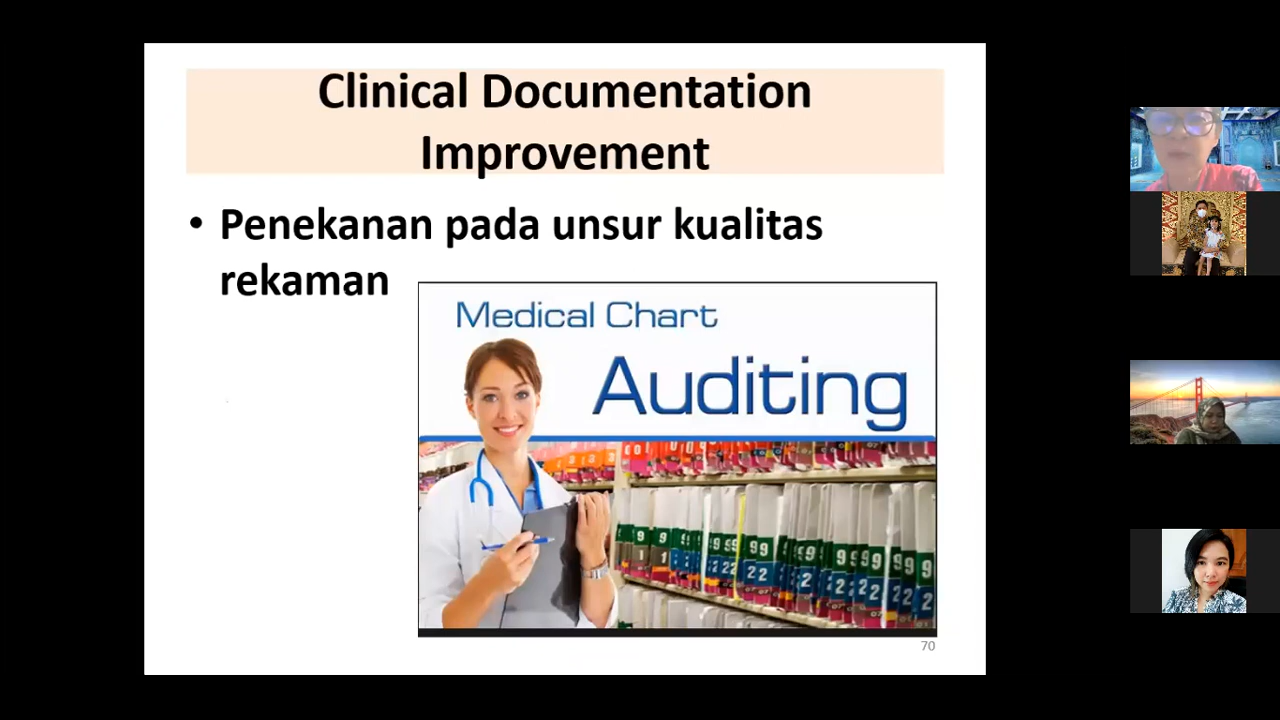 Clinical Documentation
Improvement
• Penekanan pada unsur kualitas
rekaman
Medical Chart
Auditing
70